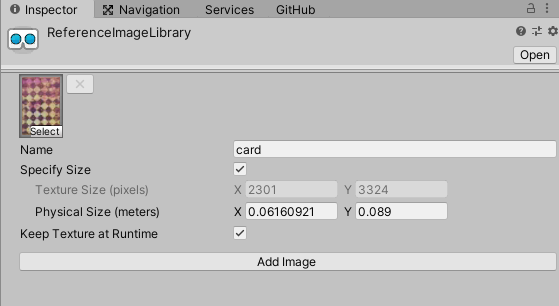 Inspector Navigation Services GitHub
ReferenceImageLibrary
Open
Select
Name card
Specify Size
Texture Size (pixels) X 2301 Y 3324
Physical Size (meters) X 0.06160921 Y 0.089
Keep Texture at Runtime
Add Image